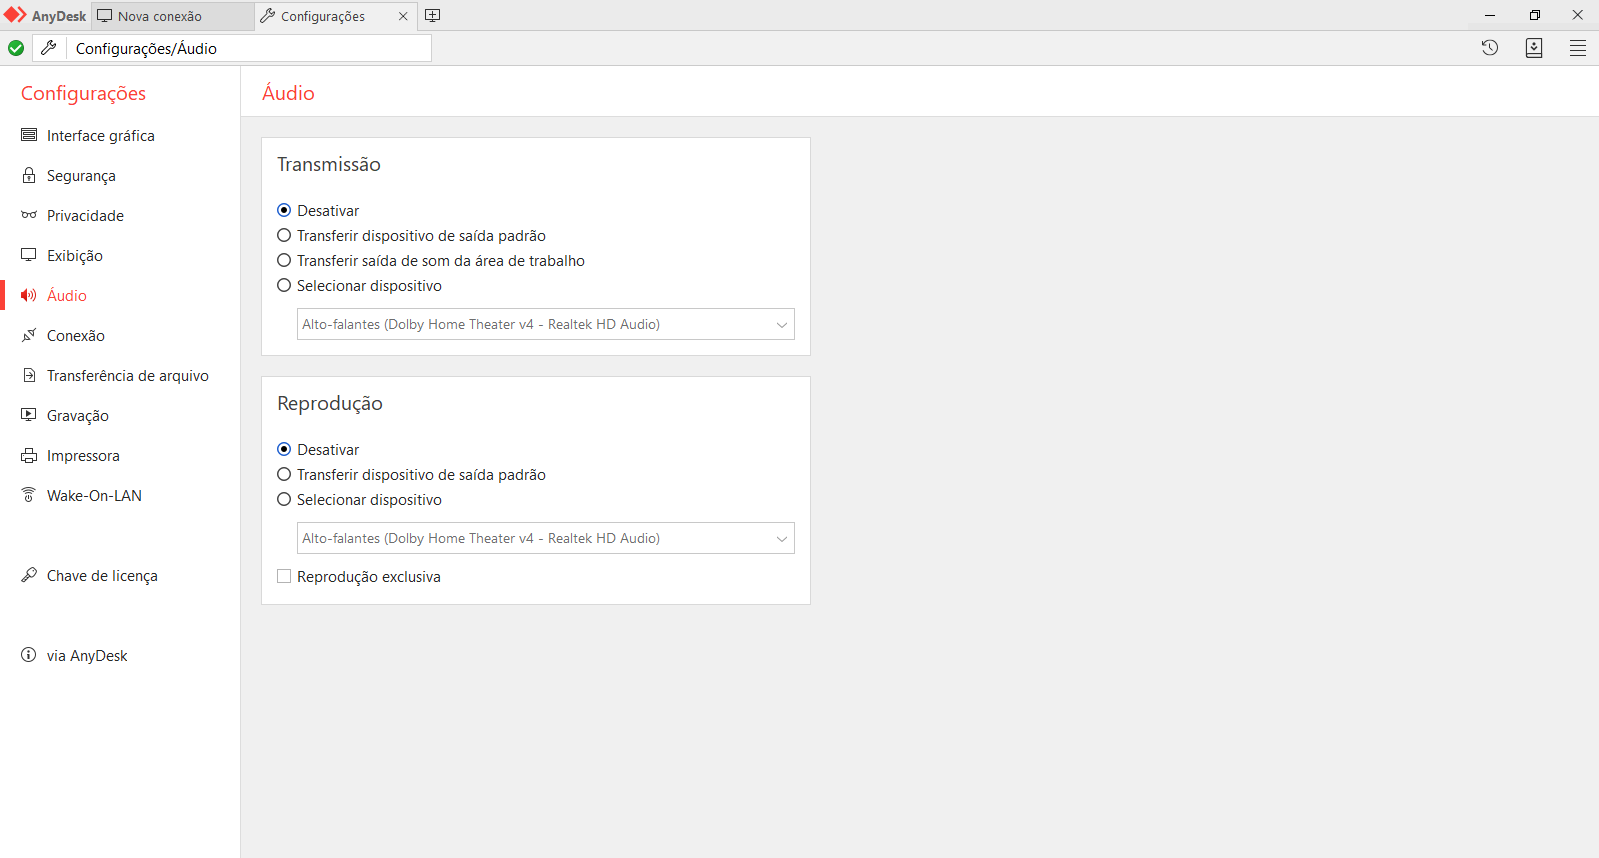 AnyDesk
Nova conexão
Configurações
Configurações/Áudio
Configurações
Interface gráfica
Segurança
Privacidade
Exibição
Áudio
Conexão
Transferência de arquivo
Gravação
Impressora
Wake-On-LAN
Chave de licença
via AnyDesk
Áudio
Transmissão
Desativar
Transferir dispositivo de saída padrão
Transferir saída de som da área de trabalho
Selecionar dispositivo
Alto-falantes (Dolby Home Theater v4 - Realtek HD Audio)
Reprodução
Desativar
Transferir dispositivo de saída padrão
Selecionar dispositivo
Alto-falantes (Dolby Home Theater v4 - Realtek HD Audio)
Reprodução exclusiva